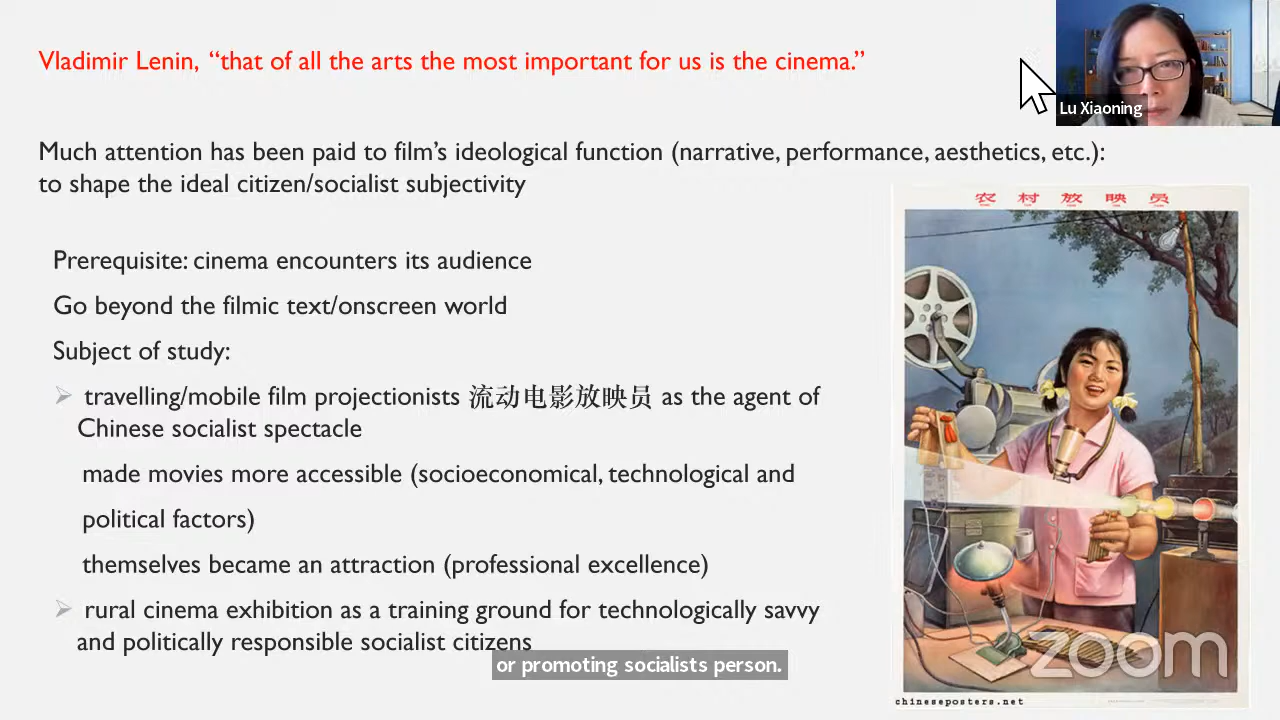 Vladimir Lenin, “that of all the arts the most important for us is the cinema.”
Lu Xiaoning
Much attention has been paid to film’s ideological function (narrative, performance, aesthetics, etc.):
to shape the ideal citizen/socialist subjectivity
农村放映员
Prerequisite: cinema encounters its audience
Go beyond the filmic text/onscreen world
Subject of study:
travelling/mobile film projectionists 流动电影放映员 as the agent of
Chinese socialist spectacle
made movies more accessible (socioeconomical, technological and
political factors)
themselves became an attraction (professional excellence)
rural cinema exhibition as a training ground for technologically savvy
and politically responsible socialist citizens
or promoting socialists person.
zoom
chineseposters.net